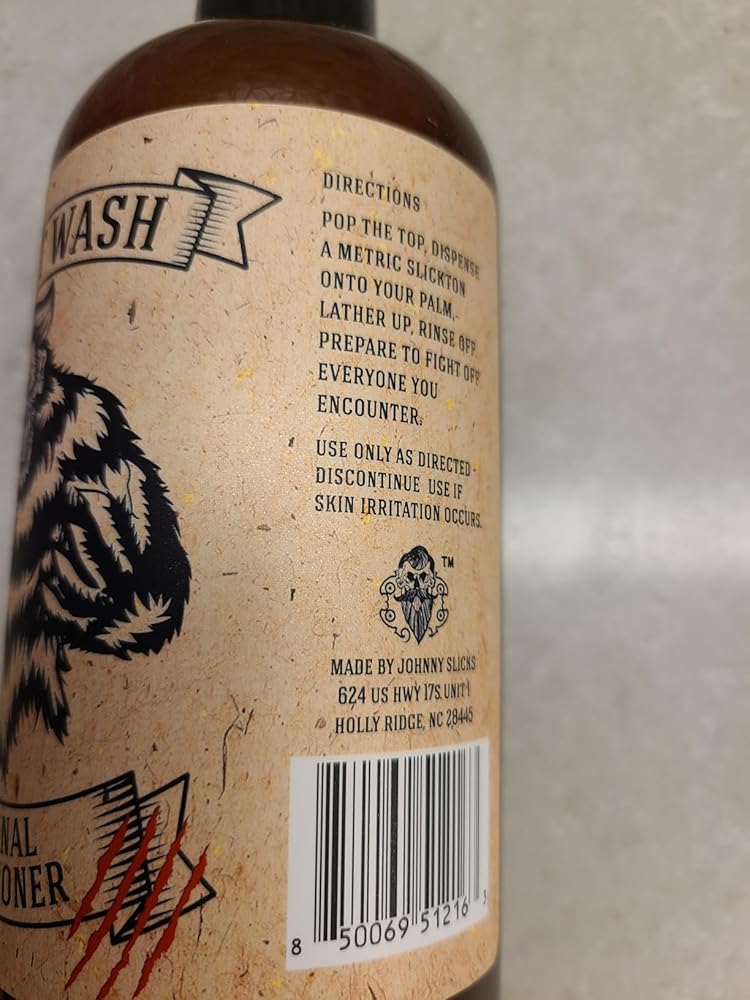 WASH
NAL
ONER
DIRECTIONS
POP THE TOP, DISPENSE
A METRIC SLICKTON
ONTO YOUR PALM,
LATHER UP, RINSE OFF.
PREPARE TO FIGHT OFF
EVERYONE YOU
ENCOUNTER.
USE ONLY AS DIRECTED -
DISCONTINUE USE IF
SKIN IRRITATION OCCURS.
TM
MADE BY JOHNNY SLICKS
624 US HWY 17S. UNIT 1
HOLLY RIDGE, NC 28445
8 50069 51216 3